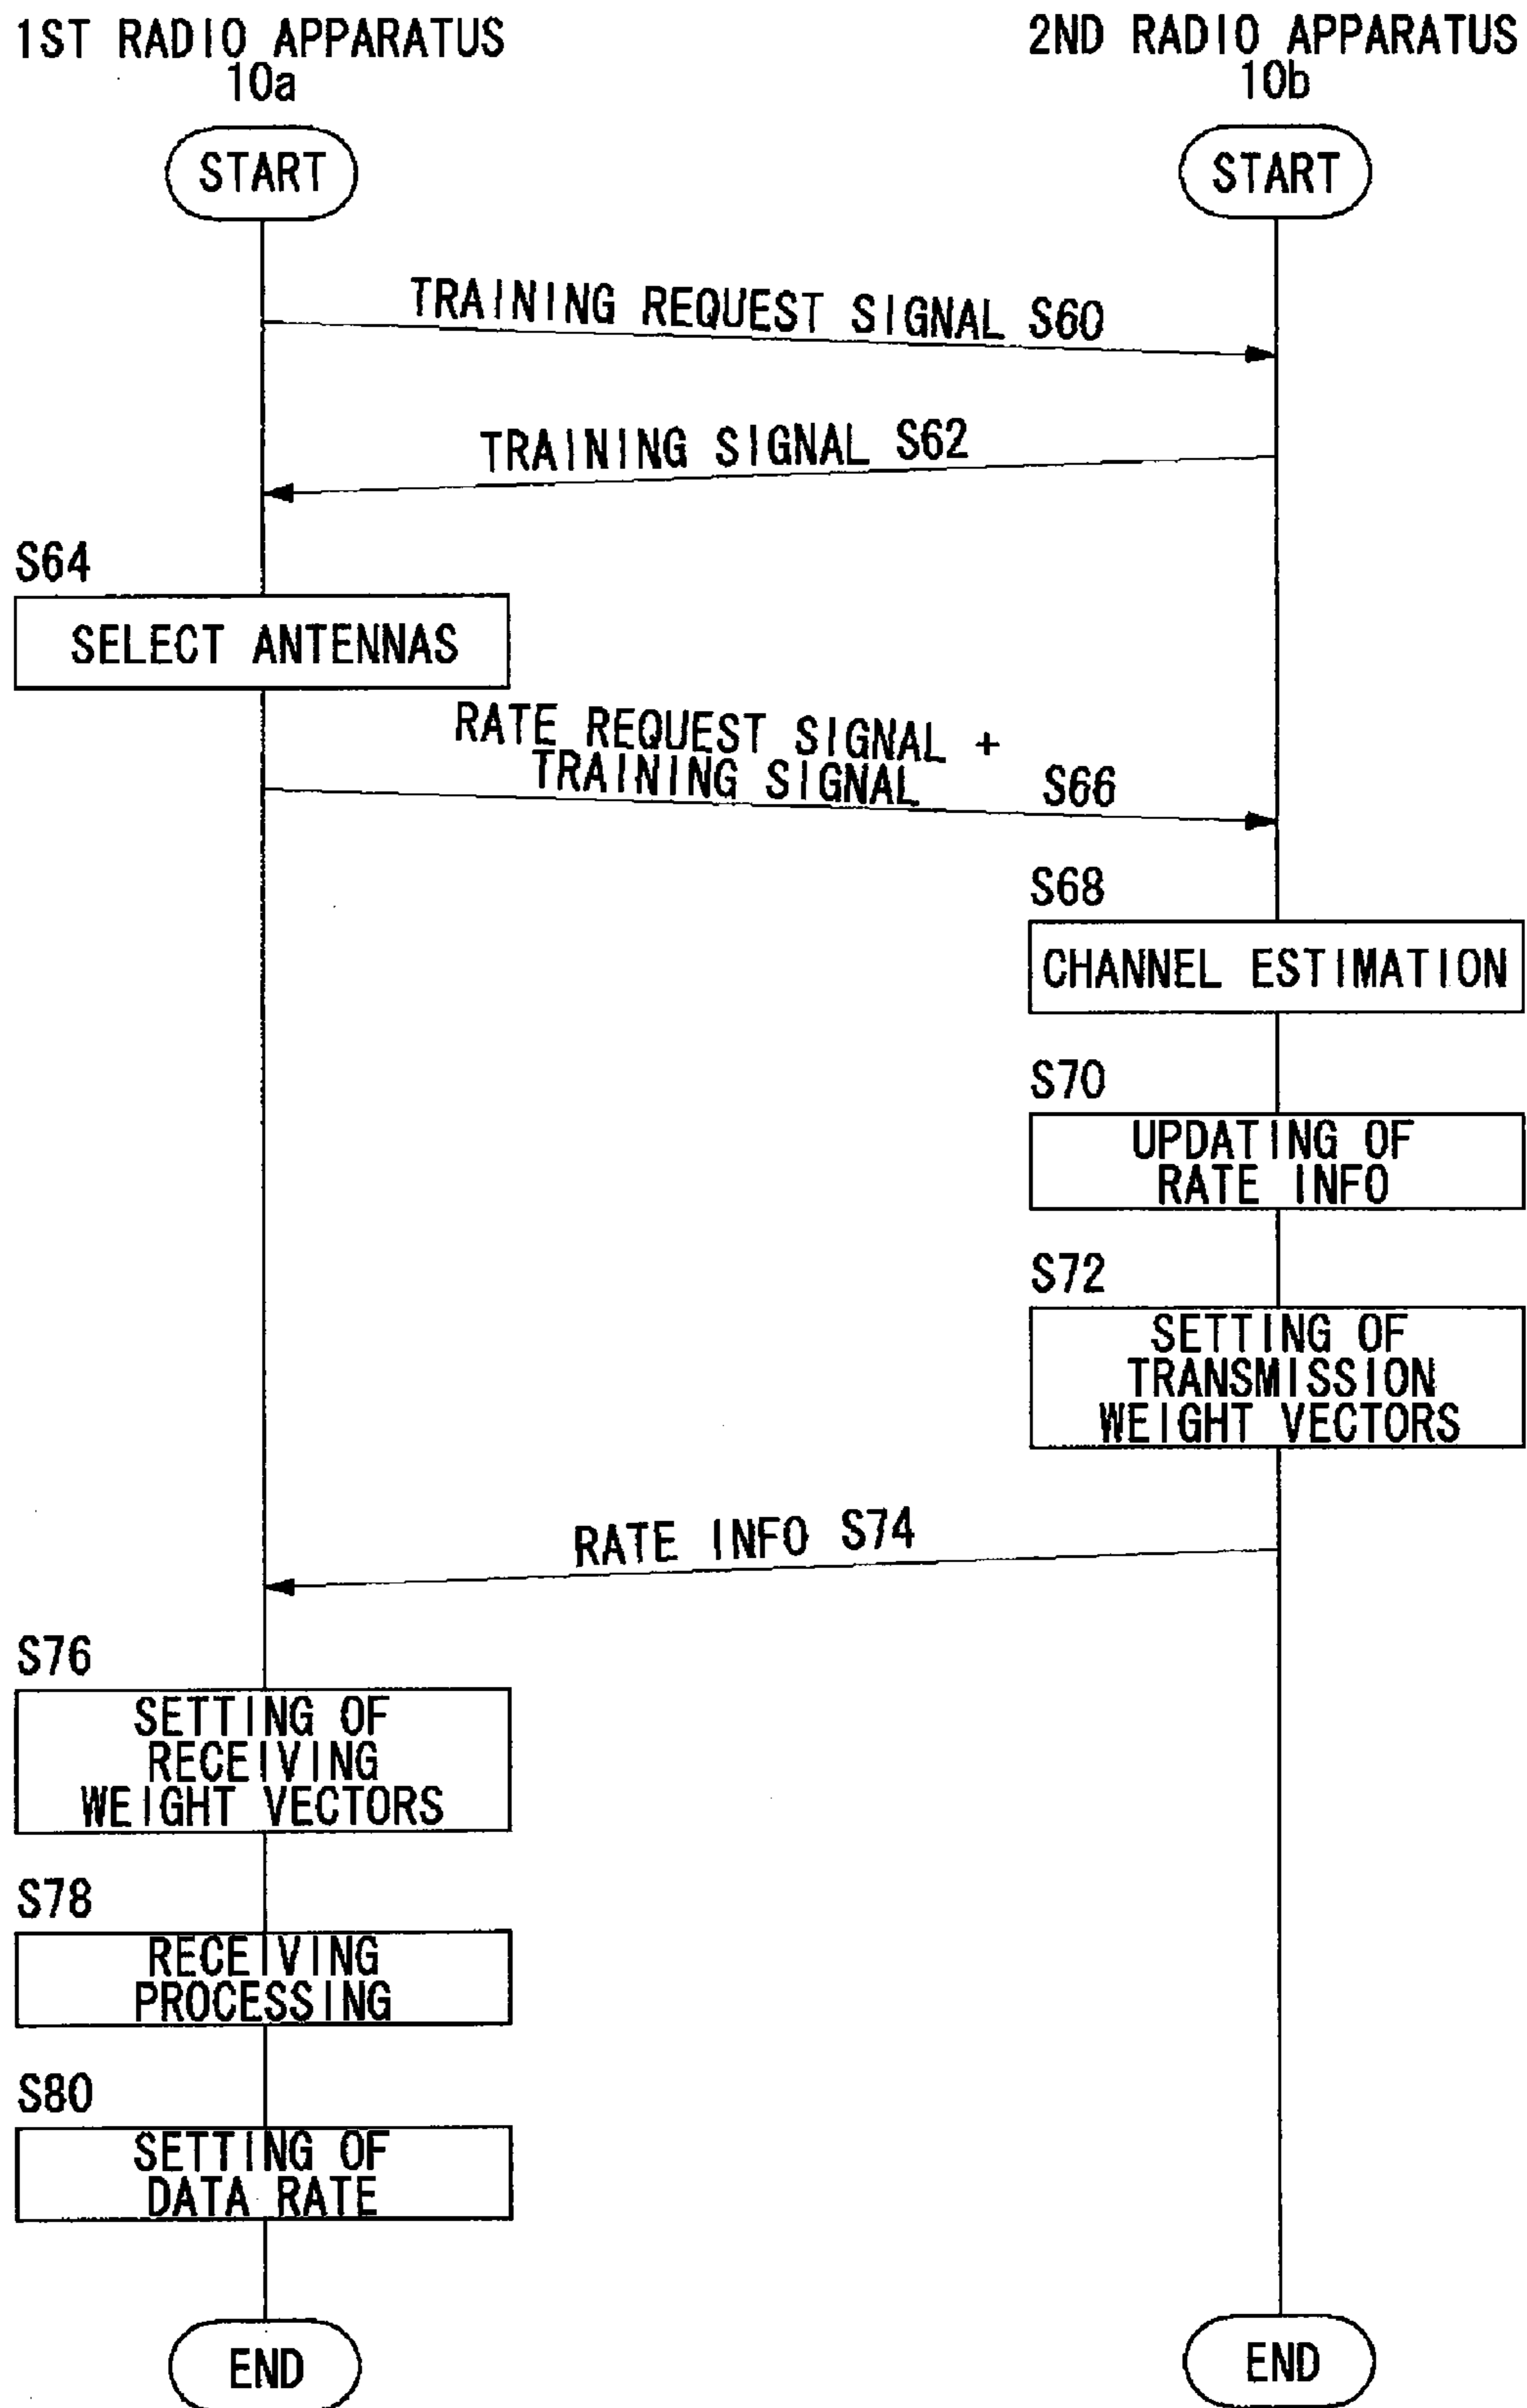 1ST RADIO APPARATUS
10a
2ND RADIO APPARATUS
10b
START
START
TRAINING REQUEST SIGNAL S60
TRAINING SIGNAL S62
S64
SELECT ANTENNAS
RATE REQUEST SIGNAL +
TRAINING SIGNAL S66
S68
CHANNEL ESTIMATION
S70
UPDATING OF
RATE INFO
S72
SETTING OF
TRANSMISSION
WEIGHT VECTORS
RATE INFO S74
S76
SETTING OF
RECEIVING
WEIGHT VECTORS
S78
RECEIVING
PROCESSING
S80
SETTING OF
DATA RATE
END
END